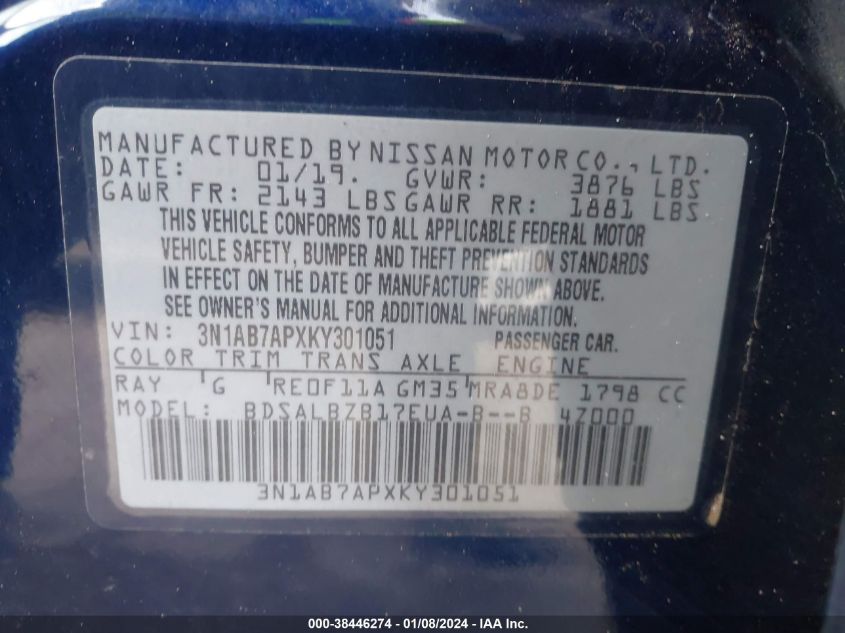 MANUFACTURED BY NISSAN MOTOR CO., LTD.
DATE: 01/19. GVWR: 3876 LBS
GAWR FR: 2143 LBS GAWR RR: 1881 LBS
THIS VEHICLE CONFORMS TO ALL APPLICABLE FEDERAL MOTOR
VEHICLE SAFETY, BUMPER AND THEFT PREVENTION STANDARDS
IN EFFECT ON THE DATE OF MANUFACTURE SHOWN ABOVE.
SEE OWNER'S MANUAL FOR ADDITIONAL INFORMATION.
VIN: 3N1AB7APXKY301051 PASSENGER CAR.
COLOR TRIM TRANS AXLE ENGINE
RAY G RE0F11A GM35 MRA8DE 1798 CC
MODEL: BDSALBZB17EUA-B--B 47000
3N1AB7APXKY301051
000-38446274 - 01/08/2024 - IAA Inc.